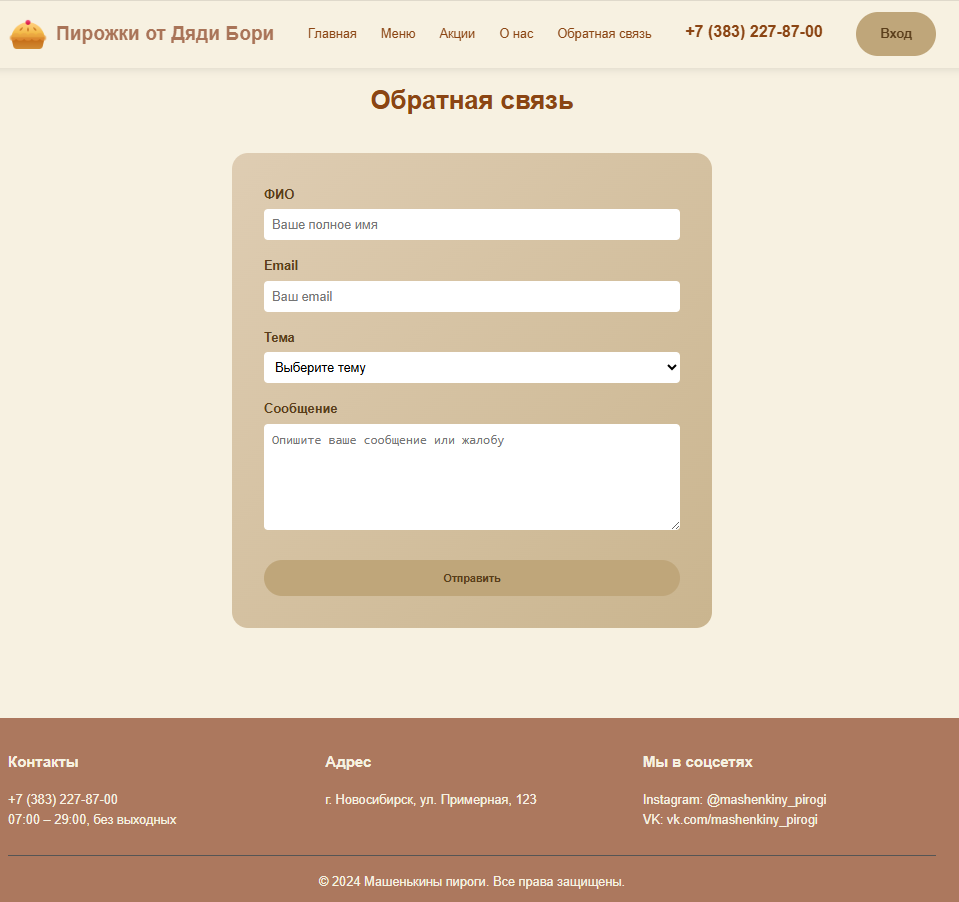 Пирожки от Дяди Бори
Главная
Меню
Акции
О нас
Обратная связь
+7 (383) 227-87-00
Вход
Обратная связь
ФИО
Ваше полное имя
Email
Ваш email
Тема
Выберите тему
Сообщение
Опишите ваше сообщение или жалобу
Отправить
Контакты
+7 (383) 227-87-00
07:00 – 29:00, без выходных
Адрес
г. Новосибирск, ул. Примерная, 123
Мы в соцсетях
Instagram: @mashenkiny_pirogi
VK: vk.com/mashenkiny_pirogi
© 2024 Машенькины пироги. Все права защищены.